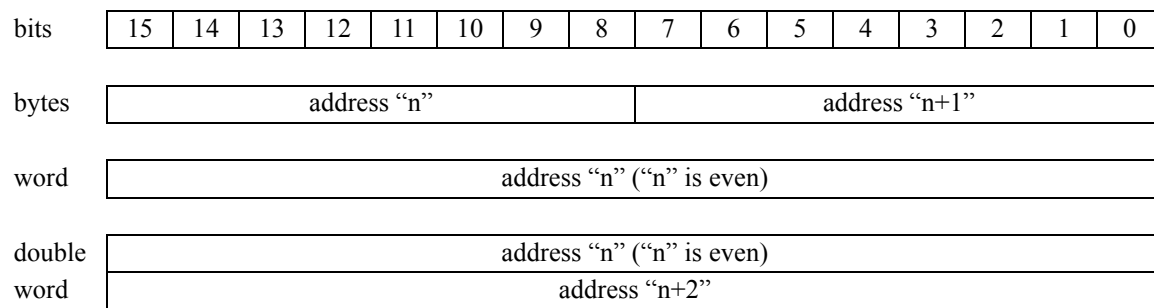 bits 15 14 13 12 11 10 9 8 7 6 5 4 3 2 1 0
bytes address “n” address “n+1”
word address “n” (“n” is even)
double address “n” (“n” is even)
word address “n+2”